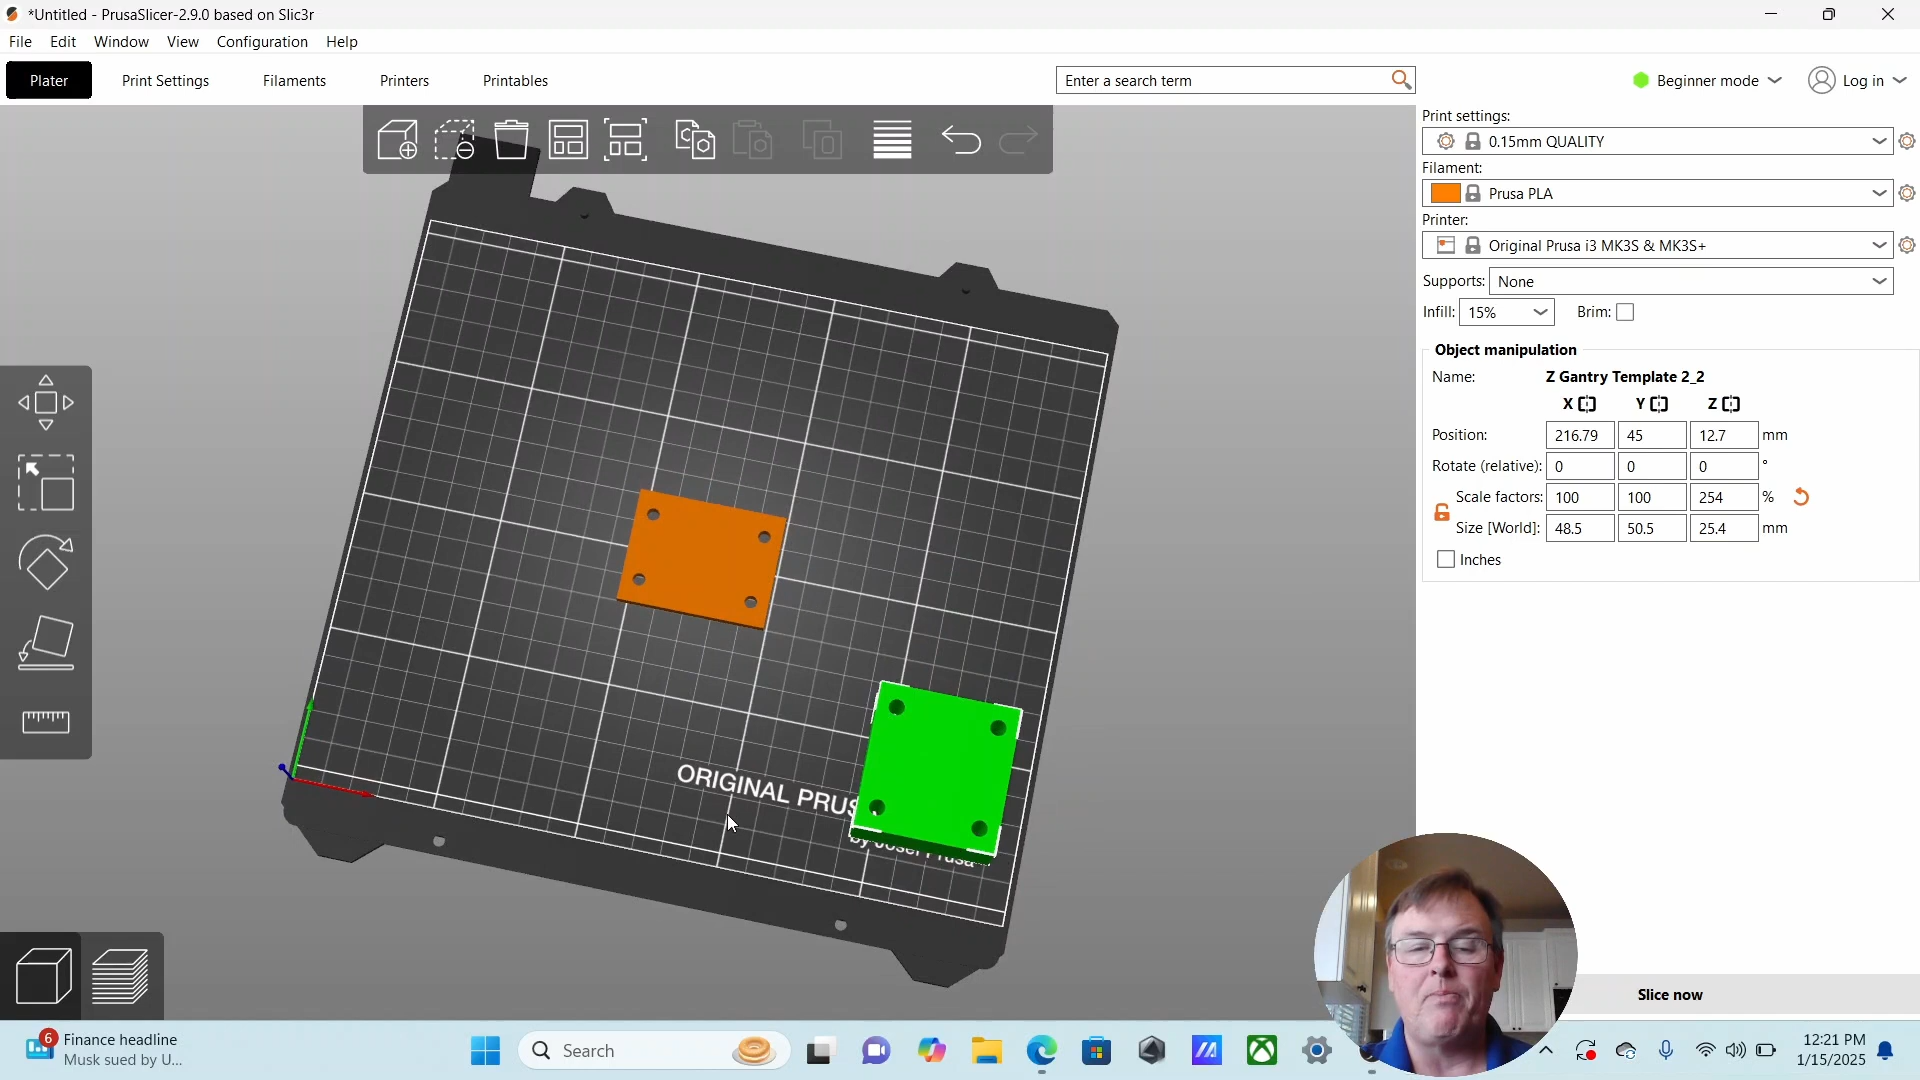 *Untitled - PrusaSlicer-2.9.0 based on Slic3r
File Edit Window View Configuration Help
Plater Print Settings Filaments Printers Printables
Enter a search term
Beginner mode
Log in
Print settings:
0.15mm QUALITY
Filament:
Prusa PLA
Printer:
Original Prusa i3 MK3S & MK3S+
Supports: None
Infill: 15% Brim:
Object manipulation
Name: Z Gantry Template 2_2
X Y Z
Position: 216.79 45 12.7 mm
Rotate (relative): 0 0 0 °
Scale factors: 100 100 254 %
Size [World]: 48.5 50.5 25.4 mm
Inches
ORIGINAL PRUS
by Josef Prusa
Slice now
6
Finance headline
Musk sued by U...
Search
12:21 PM
1/15/2025